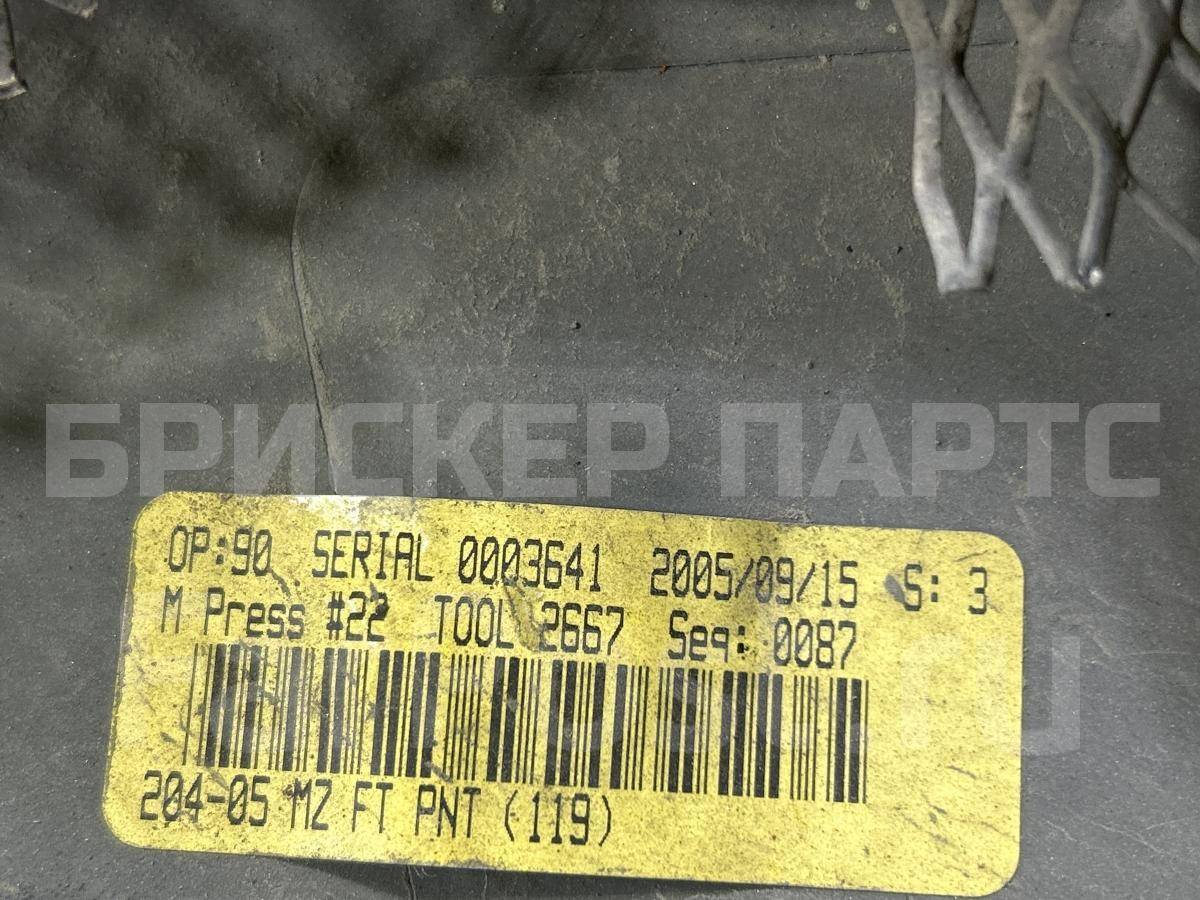 БРИСКЕР ПАРТС
OP:90 SERIAL 0003641 2005/09/15 S: 3
M Press #22 TOOL 2667 Seq: 0087
204-05 MZ FT PNT (119)